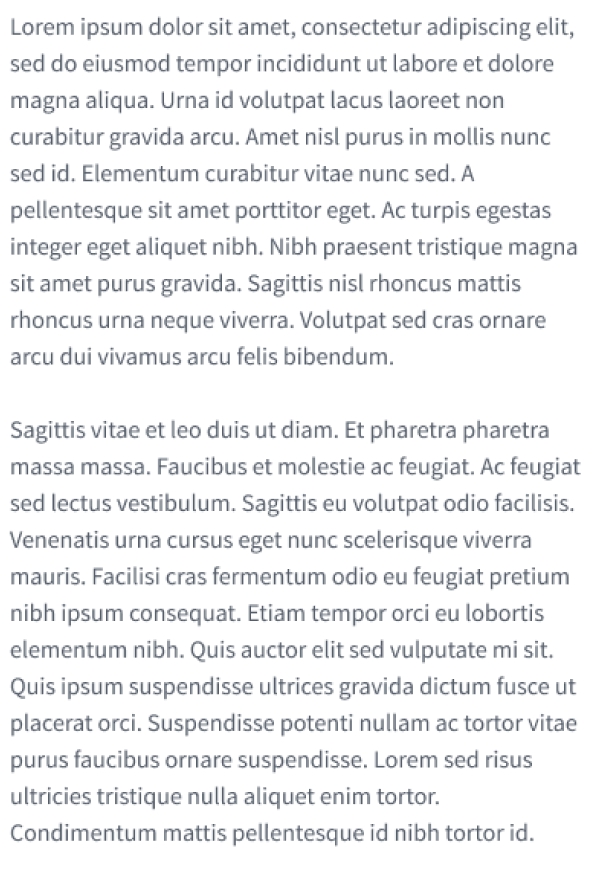 Lorem ipsum dolor sit amet, consectetur adipiscing elit,
sed do eiusmod tempor incididunt ut labore et dolore
magna aliqua. Urna id volutpat lacus laoreet non
curabitur gravida arcu. Amet nisl purus in mollis nunc
sed id. Elementum curabitur vitae nunc sed. A
pellentesque sit amet porttitor eget. Ac turpis egestas
integer eget aliquet nibh. Nibh praesent tristique magna
sit amet purus gravida. Sagittis nisl rhoncus mattis
rhoncus urna neque viverra. Volutpat sed cras ornare
arcu dui vivamus arcu felis bibendum.

Sagittis vitae et leo duis ut diam. Et pharetra pharetra
massa massa. Faucibus et molestie ac feugiat. Ac feugiat
sed lectus vestibulum. Sagittis eu volutpat odio facilisis.
Venenatis urna cursus eget nunc scelerisque viverra
mauris. Facilisi cras fermentum odio eu feugiat pretium
nibh ipsum consequat. Etiam tempor orci eu lobortis
elementum nibh. Quis auctor elit sed vulputate mi sit.
Quis ipsum suspendisse ultrices gravida dictum fusce ut
placerat orci. Suspendisse potenti nullam ac tortor vitae
purus faucibus ornare suspendisse. Lorem sed risus
ultricies tristique nulla aliquet enim tortor.
Condimentum mattis pellentesque id nibh tortor id.